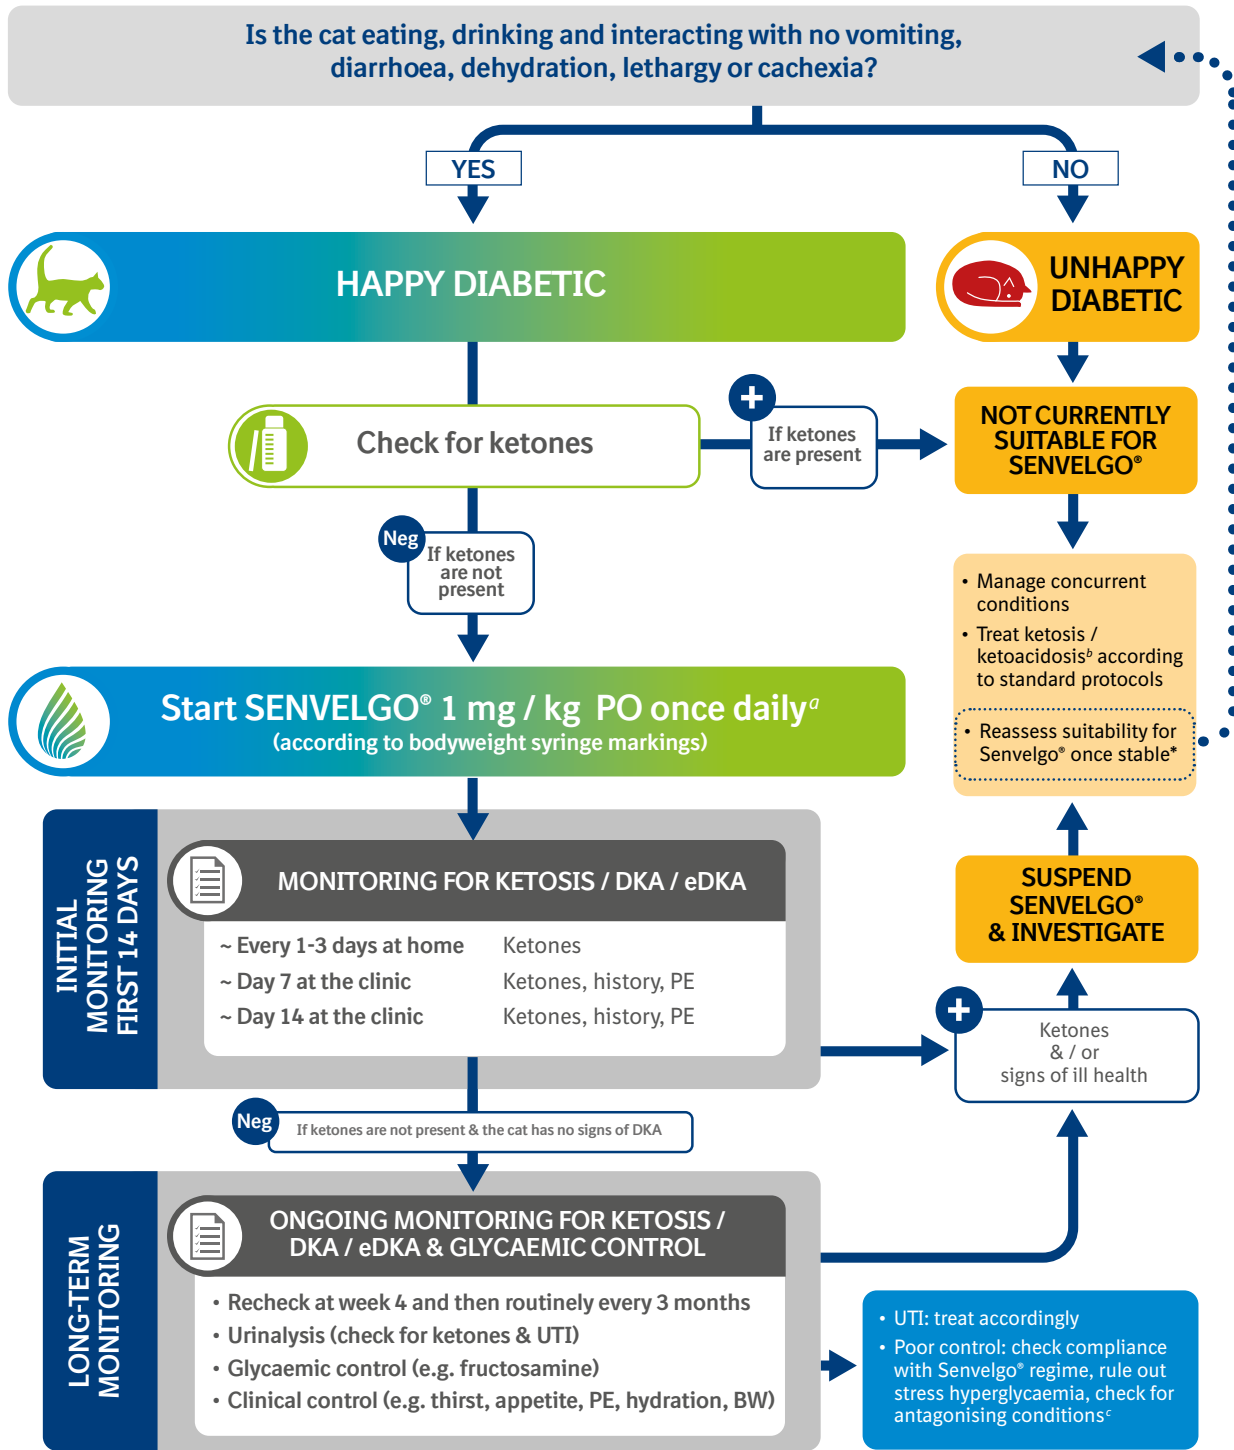 Is the cat eating, drinking and interacting with no vomiting,
diarrhoea, dehydration, lethargy or cachexia?
YES
NO
HAPPY DIABETIC
UNHAPPY
DIABETIC
Check for ketones
+
If ketones
are present
NOT CURRENTLY
SUITABLE FOR
SENVELGO®
Neg
If ketones
are not
present
• Manage concurrent
conditions
• Treat ketosis /
ketoacidosisᵇ according
to standard protocols
• Reassess suitability for
Senvelgo® once stable*
Start SENVELGO® 1 mg / kg PO once dailyᵃ
(according to bodyweight syringe markings)
INITIAL
MONITORING
FIRST 14 DAYS
MONITORING FOR KETOSIS / DKA / eDKA
~ Every 1-3 days at home Ketones
~ Day 7 at the clinic Ketones, history, PE
~ Day 14 at the clinic Ketones, history, PE
SUSPEND
SENVELGO®
& INVESTIGATE
+
Ketones
& / or
signs of ill health
Neg
If ketones are not present & the cat has no signs of DKA
LONG-TERM
MONITORING
ONGOING MONITORING FOR KETOSIS /
DKA / eDKA & GLYCAEMIC CONTROL
• Recheck at week 4 and then routinely every 3 months
• Urinalysis (check for ketones & UTI)
• Glycaemic control (e.g. fructosamine)
• Clinical control (e.g. thirst, appetite, PE, hydration, BW)
• UTI: treat accordingly
• Poor control: check compliance
with Senvelgo® regime, rule out
stress hyperglycaemia, check for
antagonising conditionsᶜ